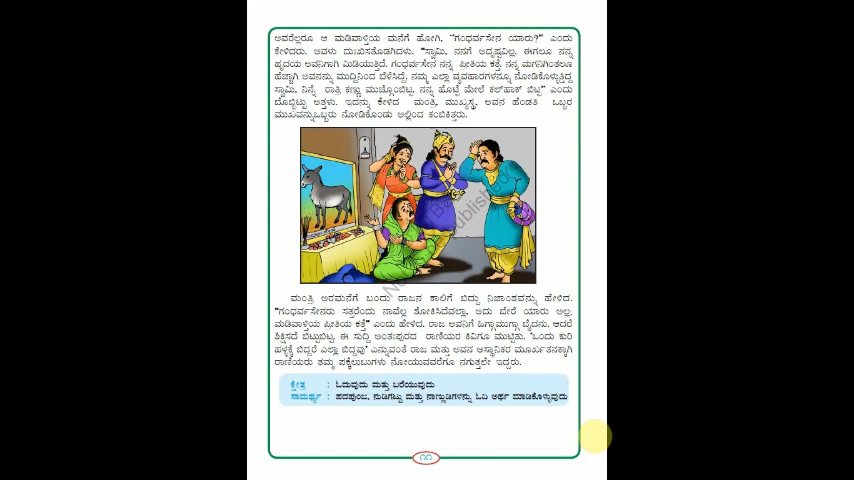 ಅವರೆಲ್ಲರೂ ಆ ಮಡಿವಾಳ್ತಿಯ ಮನೆಗೆ ಹೋಗಿ, "ಗಂಧರ್ವಸೇನ ಯಾರು?" ಎಂದು
ಕೇಳಿದರು. ಅವಳು ದುಃಖಿಸತೊಡಗಿದಳು. "ಸ್ವಾಮಿ, ನನಗೆ ಅದೃಷ್ಟವಿಲ್ಲ. ಈಗಲೂ ನನ್ನ
ಹೃದಯ ಅವನಿಗಾಗಿ ಮಿಡಿಯುತ್ತಿದೆ. ಗಂಧರ್ವಸೇನ ನನ್ನ ಪ್ರೀತಿಯ ಕತ್ತೆ. ನನ್ನ ಮಗನಿಗಿಂತಲೂ
ಹೆಚ್ಚಾಗಿ ಅವನನ್ನು ಮುದ್ದಿನಿಂದ ಬೆಳೆಸಿದ್ದೆ. ನಮ್ಮ ಎಲ್ಲಾ ವ್ಯವಹಾರಗಳನ್ನೂ ನೋಡಿಕೊಳ್ಳುತ್ತಿದ್ದ
ಸ್ವಾಮಿ, ನಿನ್ನೆ ರಾತ್ರಿ ಕಣ್ಣು ಮುಚ್ಕೊಂಬಿಟ್ಟ. ನನ್ನ ಹೊಟ್ಟೆ ಮೇಲೆ ಕಲ್‌ಹಾಕ್ ಬಿಟ್ಟ" ಎಂದು
ಬೊಬ್ಬಿಟ್ಟು ಅತ್ತಳು. ಇದನ್ನು ಕೇಳಿದ ಮಂತ್ರಿ, ಮುಖ್ಯಸ್ಥ, ಅವನ ಹೆಂಡತಿ ಒಬ್ಬರ
ಮುಖವನ್ನುಒಬ್ಬರು ನೋಡಿಕೊಂಡು ಅಲ್ಲಿಂದ ಕಂಬಿಕಿತ್ತರು.
ಮಂತ್ರಿ ಅರಮನೆಗೆ ಬಂದು ರಾಜನ ಕಾಲಿಗೆ ಬಿದ್ದು ನಿಜಾಂಶವನ್ನು ಹೇಳಿದ.
"ಗಂಧರ್ವಸೇನರು ಸತ್ತರೆಂದು ನಾವೆಲ್ಲ ಶೋಕಿಸಿದೆವಲ್ಲಾ, ಅದು ಬೇರೆ ಯಾರು ಅಲ್ಲ;
ಮಡಿವಾಳ್ತಿಯ ಪ್ರೀತಿಯ ಕತ್ತೆ" ಎಂದು ಹೇಳಿದ. ರಾಜ ಅವನಿಗೆ ಹಿಗ್ಗಾಮುಗ್ಗಾ ಬೈದನು. ಆದರೆ
ಶಿಕ್ಷಿಸದೆ ಬಿಟ್ಟುಬಿಟ್ಟ. ಈ ಸುದ್ದಿ ಅಂತಃಪುರದ ರಾಣಿಯರ ಕಿವಿಗೂ ಮುಟ್ಟಿತು. 'ಒಂದು ಕುರಿ
ಹಳ್ಳಕ್ಕೆ ಬಿದ್ದರೆ ಎಲ್ಲಾ ಬಿದ್ದವು' ಎನ್ನುವಂತೆ ರಾಜ ಮತ್ತು ಅವನ ಆಸ್ಥಾನಿಕರ ಮೂರ್ಖತನಕ್ಕಾಗಿ
ರಾಣಿಯರು ತಮ್ಮ ಪಕ್ಕೆಲುಬುಗಳು ನೋಯುವವರೆಗೂ ನಗುತ್ತಲೇ ಇದ್ದರು.
ಕ್ಷೇತ್ರ : ಓದುವುದು ಮತ್ತು ಬರೆಯುವುದು
ಸಾಮರ್ಥ್ಯ : ಪದಪುಂಜ, ನುಡಿಗಟ್ಟು ಮತ್ತು ನಾಣ್ಣುಡಿಗಳನ್ನು ಓದಿ ಅರ್ಥ ಮಾಡಿಕೊಳ್ಳುವುದು
೧೧